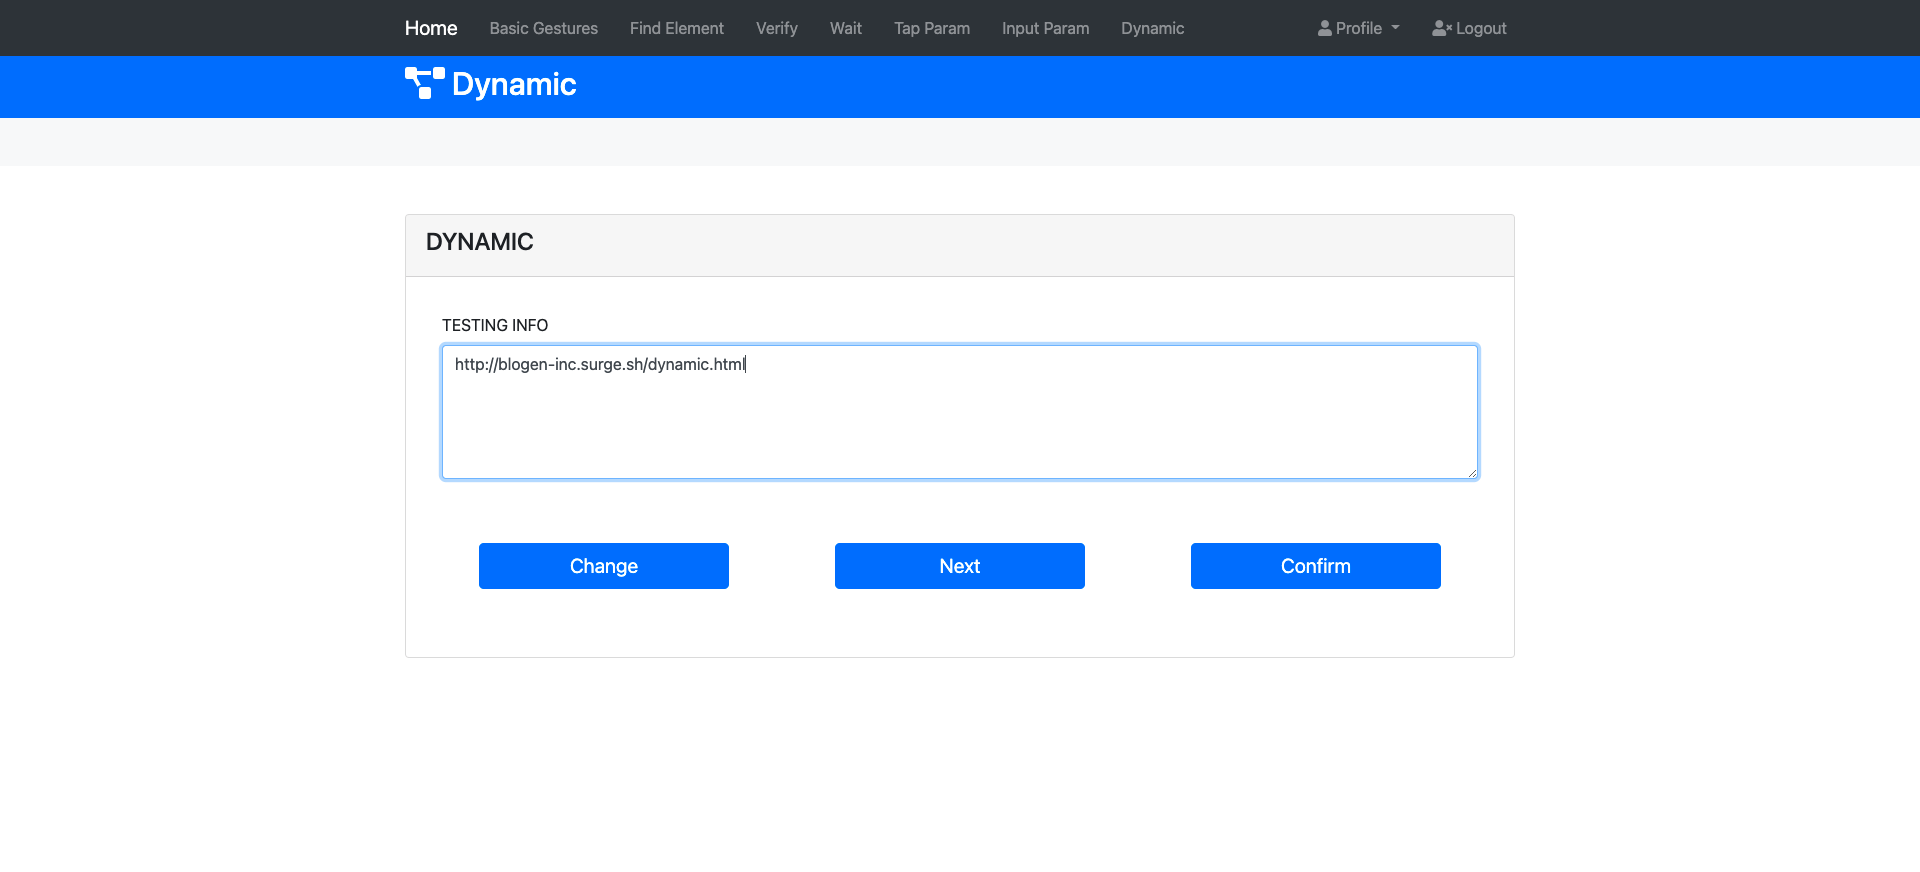 Home Basic Gestures Find Element Verify Wait Tap Param Input Param Dynamic Profile Logout
Dynamic
DYNAMIC
TESTING INFO
http://blogen-inc.surge.sh/dynamic.html
Change Next Confirm